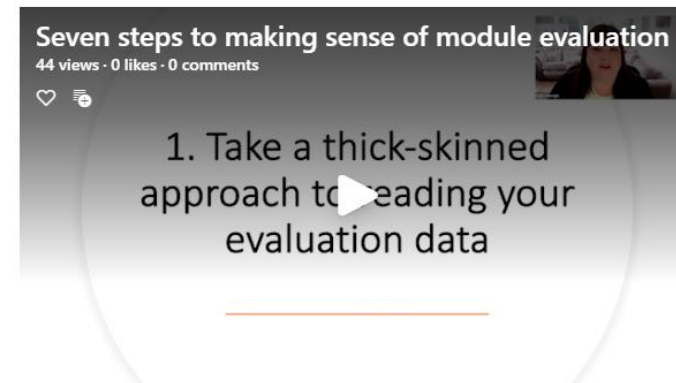 Seven steps to making sense of module evaluation
44 views · 0 likes · 0 comments
1. Take a thick-skinned
approach to reading your
evaluation data